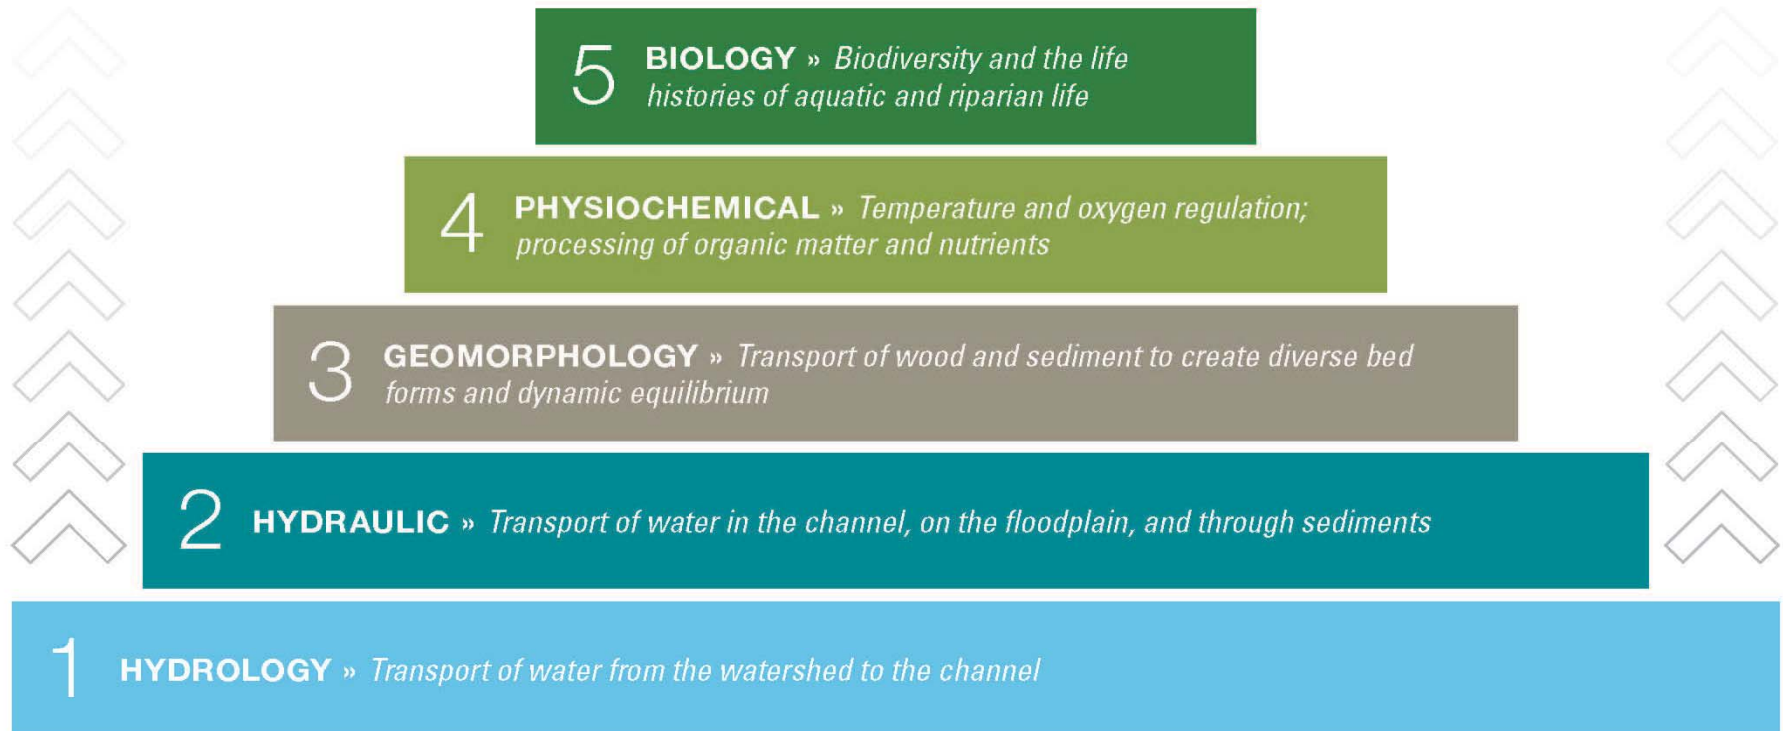 5 BIOLOGY » Biodiversity and the life
histories of aquatic and riparian life
4 PHYSIOCHEMICAL » Temperature and oxygen regulation;
processing of organic matter and nutrients
3 GEOMORPHOLOGY » Transport of wood and sediment to create diverse bed
forms and dynamic equilibrium
2 HYDRAULIC » Transport of water in the channel, on the floodplain, and through sediments
1 HYDROLOGY » Transport of water from the watershed to the channel